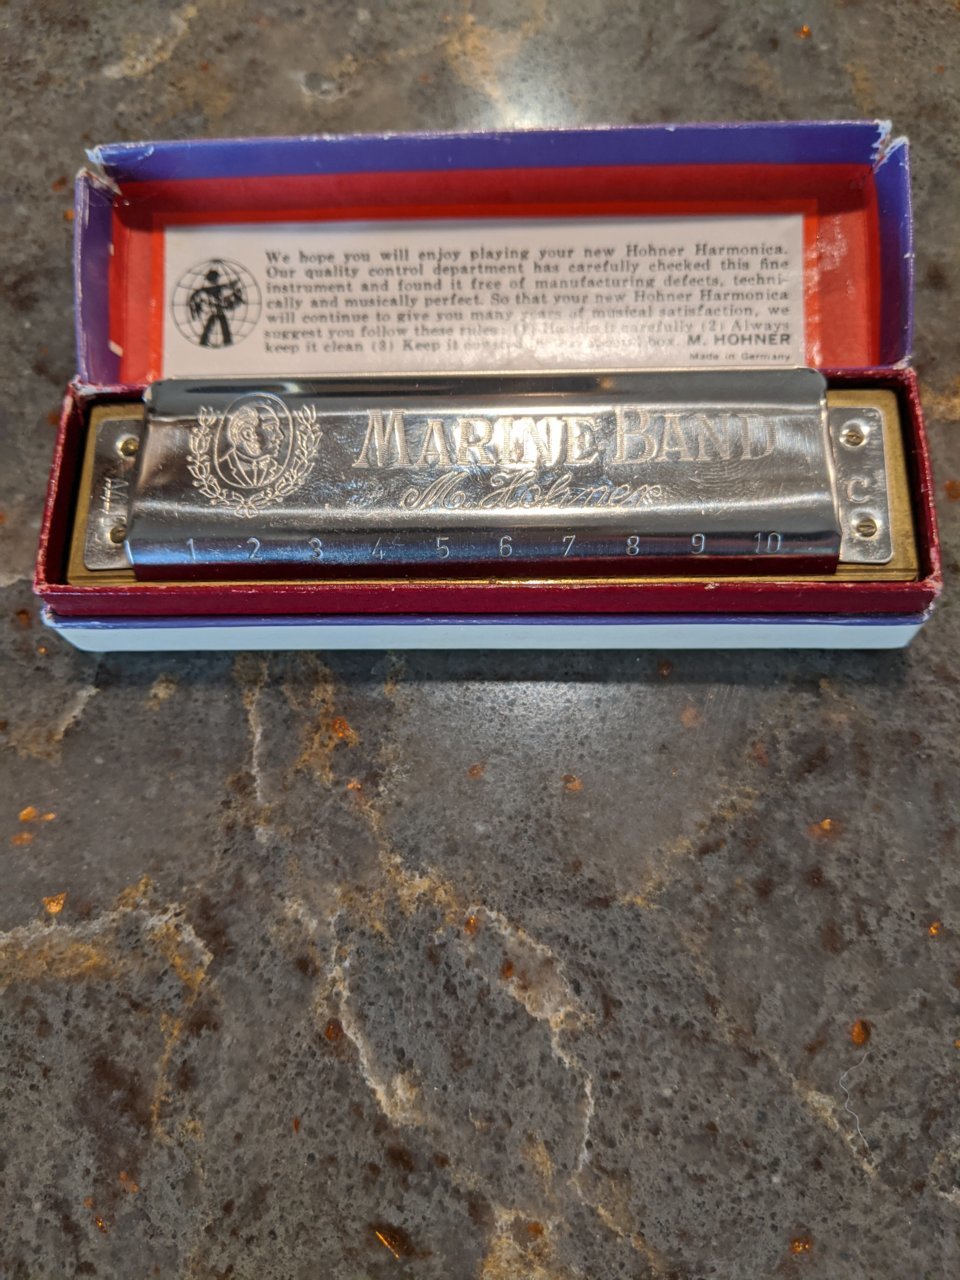 We hope you will enjoy playing your new Hohner Harmonica.
Our quality control department has carefully checked this fine
instrument and found it free of manufacturing defects, techni-
cally and musically perfect. So that your new Hohner Harmonica
will continue to give you many years of musical satisfaction, we
suggest you follow these rules: (1) Handle it carefully (2) Always
keep it clean (3) Keep it box. M. HOHNER
Made in Germany
MARINE BAND
M. Hohner
C
1 2 3 4 5 6 7 8 9 10